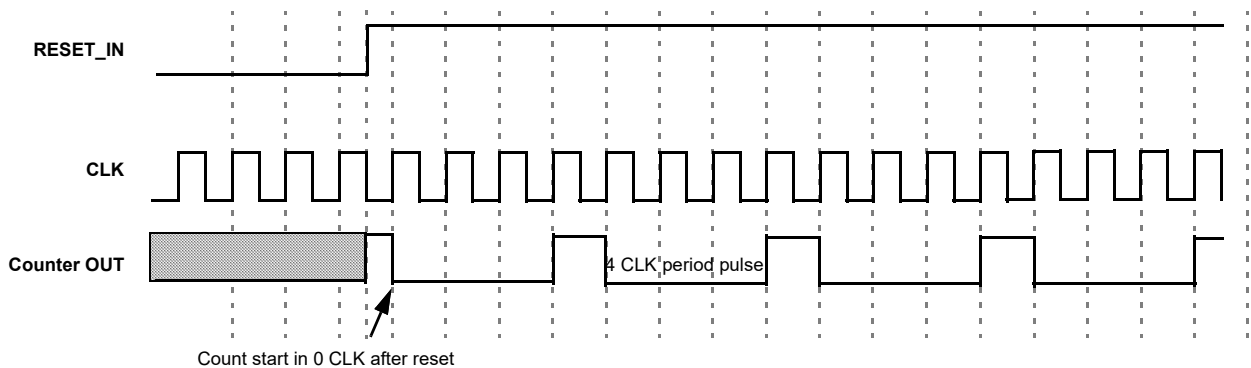 RESET_IN
CLK
Counter OUT
4 CLK period pulse
Count start in 0 CLK after reset